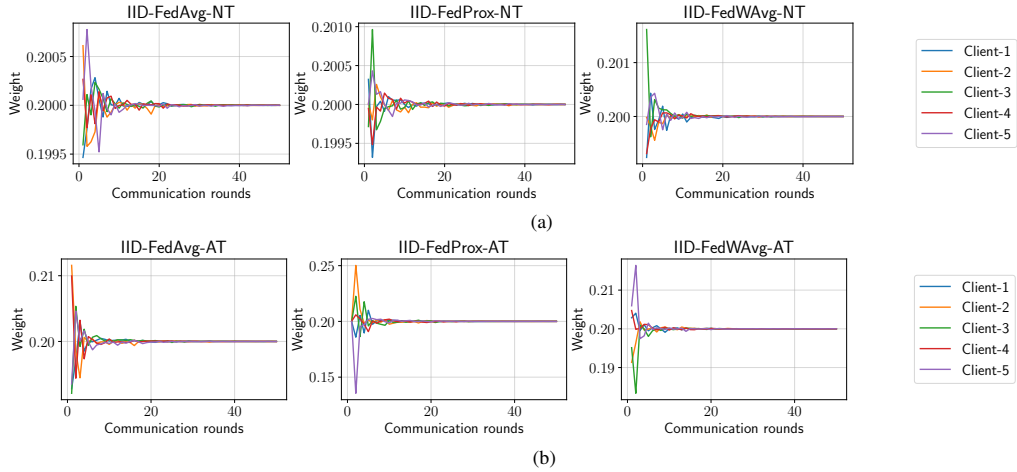 IID-FedAvg-NT
0.2005
0.2000
0.1995
Weight
0 20 40
Communication rounds
IID-FedProx-NT
0.2010
0.2005
0.2000
0.1995
Weight
0 20 40
Communication rounds
IID-FedWAvg-NT
0.201
0.200
Weight
0 20 40
Communication rounds
Client-1
Client-2
Client-3
Client-4
Client-5
(a)
IID-FedAvg-AT
0.21
0.20
Weight
0 20 40
Communication rounds
IID-FedProx-AT
0.25
0.20
0.15
Weight
0 20 40
Communication rounds
IID-FedWAvg-AT
0.21
0.20
0.19
Weight
0 20 40
Communication rounds
Client-1
Client-2
Client-3
Client-4
Client-5
(b)